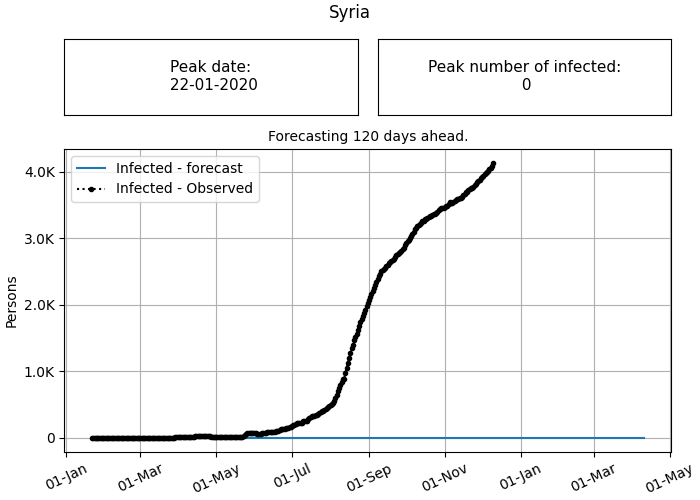 Syria
Peak date:
22-01-2020
Peak number of infected:
0
Forecasting 120 days ahead.
Infected - forecast
Infected - Observed
Persons
4.0K
3.0K
2.0K
1.0K
0
01-Jan
01-Mar
01-May
01-Jul
01-Sep
01-Nov
01-Jan
01-Mar
01-May